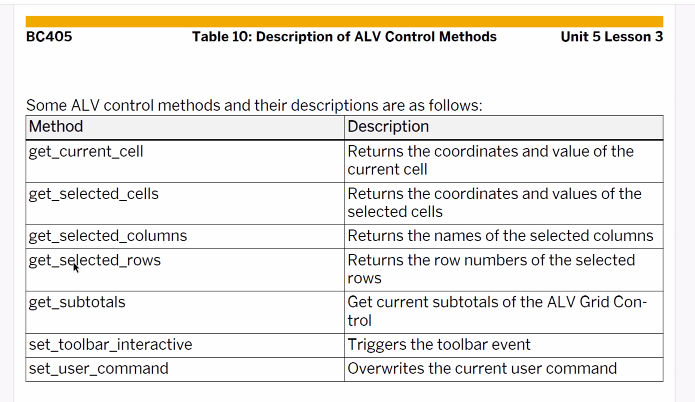 BC405 Table 10: Description of ALV Control Methods Unit 5 Lesson 3
Some ALV control methods and their descriptions are as follows:
Method Description
get_current_cell Returns the coordinates and value of the
current cell
get_selected_cells Returns the coordinates and values of the
selected cells
get_selected_columns Returns the names of the selected columns
get_selected_rows Returns the row numbers of the selected
rows
get_subtotals Get current subtotals of the ALV Grid Con-
trol
set_toolbar_interactive Triggers the toolbar event
set_user_command Overwrites the current user command